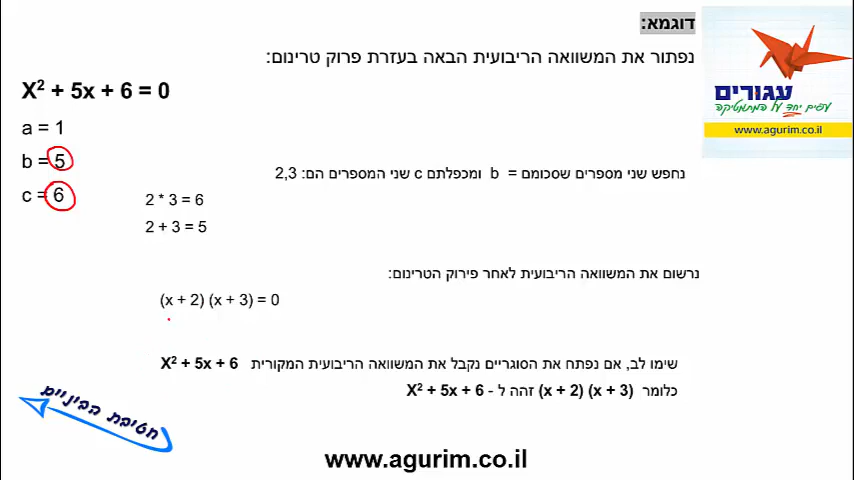 דוגמא:
נפתור את המשוואה הריבועית הבאה בעזרת פרוק טרינום:
עגורים
עפים יחד על המתמטיקה
www.agurim.co.il
X² + 5x + 6 = 0
a = 1
b = 5
c = 6
נחפש שני מספרים שסכומם = b ומכפלתם c שני המספרים הם: 2,3
2 * 3 = 6
2 + 3 = 5
נרשום את המשוואה הריבועית לאחר פירוק הטרינום:
(x + 2) (x + 3) = 0
שימו לב, אם נפתח את הסוגריים נקבל את המשוואה הריבועית המקורית X² + 5x + 6
כלומר (x + 2) (x + 3) זהה ל - X² + 5x + 6
חטיבת הביניים
www.agurim.co.il